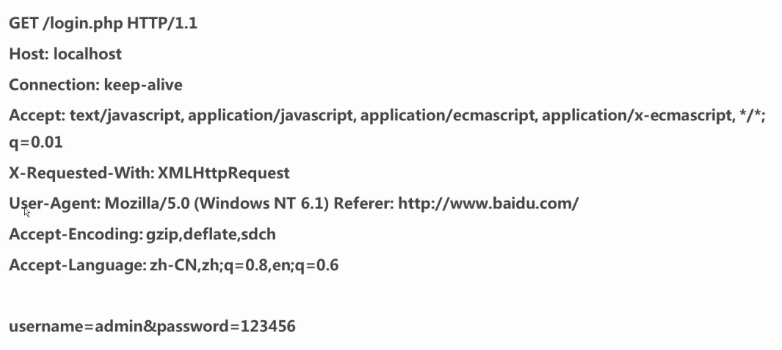 GET /login.php HTTP/1.1
Host: localhost
Connection: keep-alive
Accept: text/javascript, application/javascript, application/ecmascript, application/x-ecmascript, */*;
q=0.01
X-Requested-With: XMLHttpRequest
User-Agent: Mozilla/5.0 (Windows NT 6.1) Referer: http://www.baidu.com/
Accept-Encoding: gzip,deflate,sdch
Accept-Language: zh-CN,zh;q=0.8,en;q=0.6
username=admin&password=123456